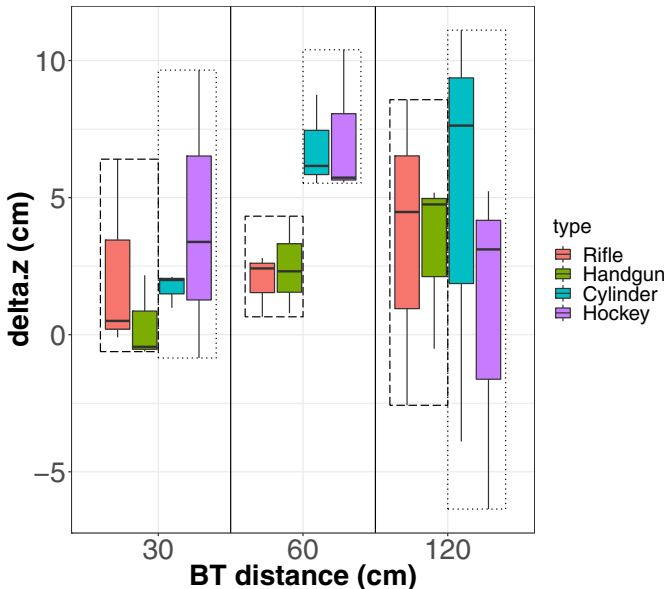 10
5
0
−5
delta.z (cm)
30 60 120
BT distance (cm)
type
Rifle
Handgun
Cylinder
Hockey